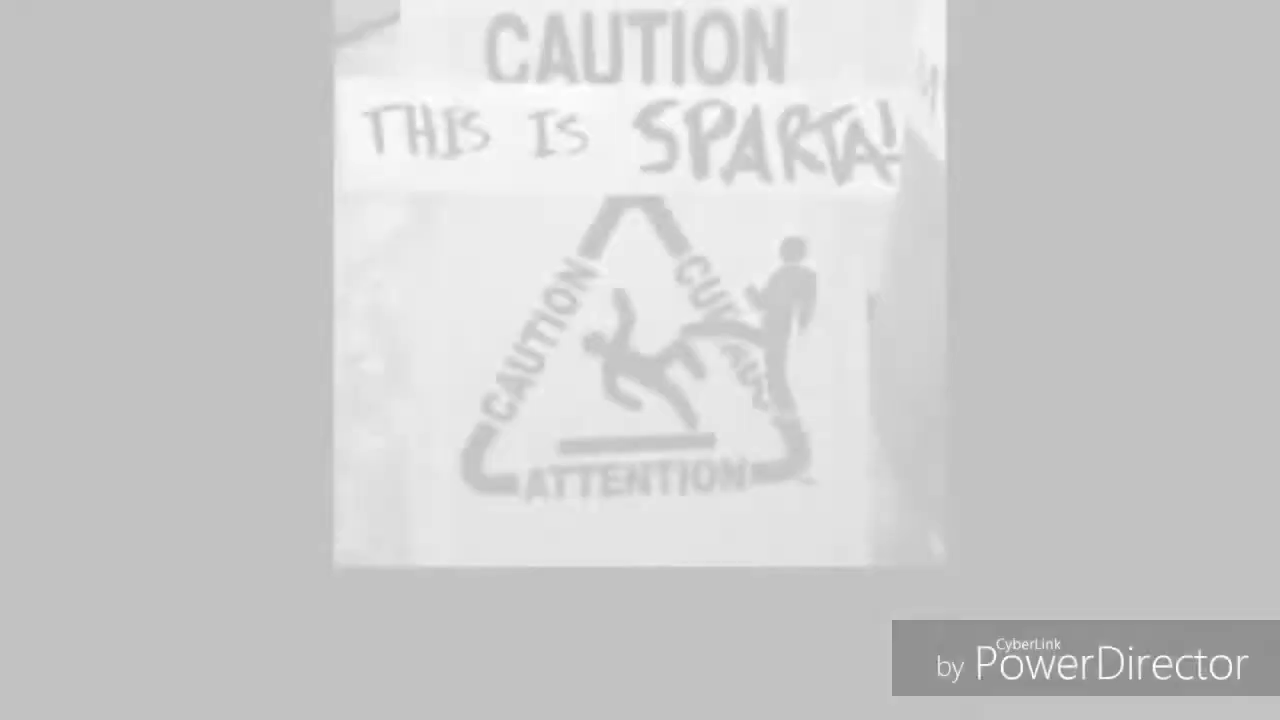 CAUTION
THIS IS SPARTA!
CAUTION
ATTENTION
CyberLink
by PowerDirector